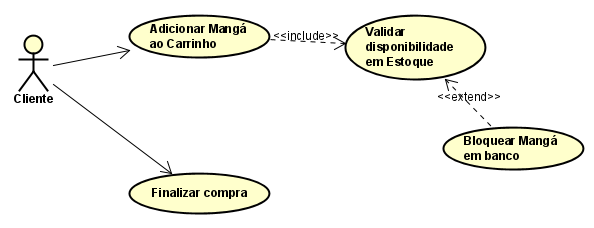 Adicionar Mangá
ao Carrinho
<<include>>
Validar
disponibilidade
em Estoque
Cliente
<<extend>>
Bloquear Mangá
em banco
Finalizar compra